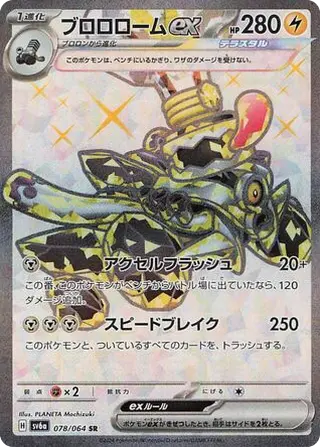 1進化 ブロロロームex HP280
ブロロンから進化 テラスタル
このポケモンは、ベンチにいるかぎり、ワザのダメージを受けない。
アクセルフラッシュ 20+
この番、このポケモンがベンチからバトル場に出ていたなら、120
ダメージ追加。
スピードブレイク 250
このポケモンから、ついているすべてのカードを、トラッシュする。
弱点 ×2 抵抗力 にげる
Illus. PLANETA Mochizuki
H sv6a 078/064 SR
exルール
ポケモンexがきぜつしたとき、相手はサイドを2枚とる。